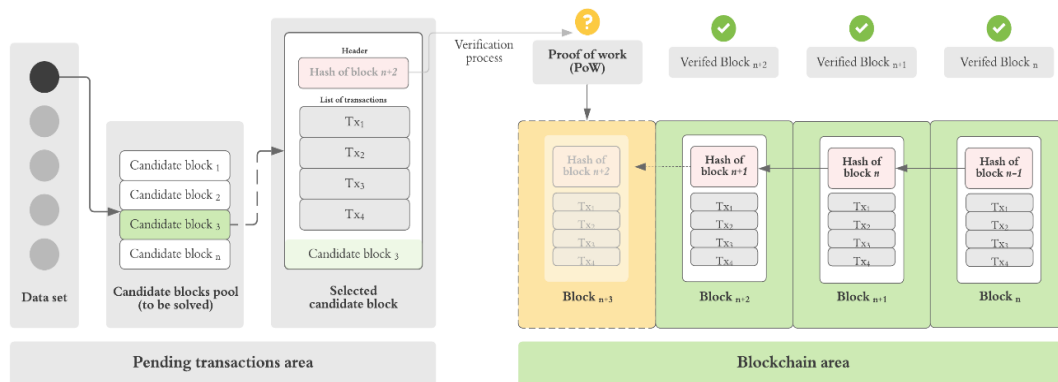 Data set
Candidate block 1
Candidate block 2
Candidate block 3
Candidate block n
Candidate blocks pool
(to be solved)
Header
Hash of block n+2
List of transactions
Tx1
Tx2
Tx3
Tx4
Candidate block 3
Selected
candidate block
Pending transactions area
Verification
process
?
Proof of work
(PoW)
Verifed Block n+2
Verified Block n+1
Verifed Block n
Hash of
block n+2
Tx1
Tx2
Tx3
Tx4
Block n+3
Hash of
block n+1
Tx1
Tx2
Tx3
Tx4
Block n+2
Hash of
block n
Tx1
Tx2
Tx3
Tx4
Block n+1
Hash of
block n-1
Tx1
Tx2
Tx3
Tx4
Block n
Blockchain area